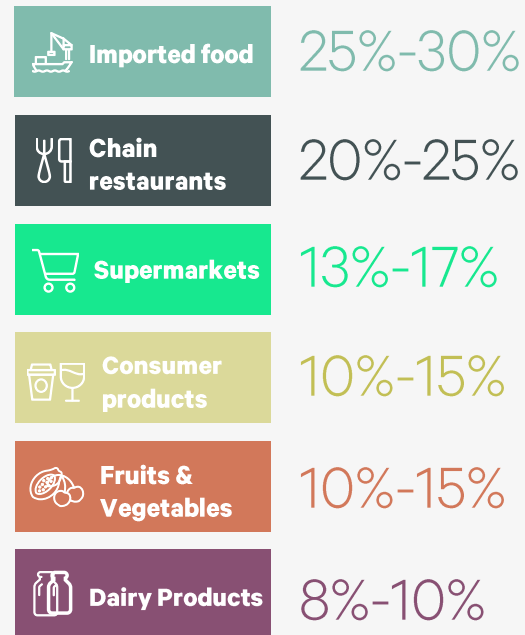 Imported food
25%-30%
Chain
restaurants
20%-25%
Supermarkets
13%-17%
Consumer
products
10%-15%
Fruits &
Vegetables
10%-15%
Dairy Products
8%-10%